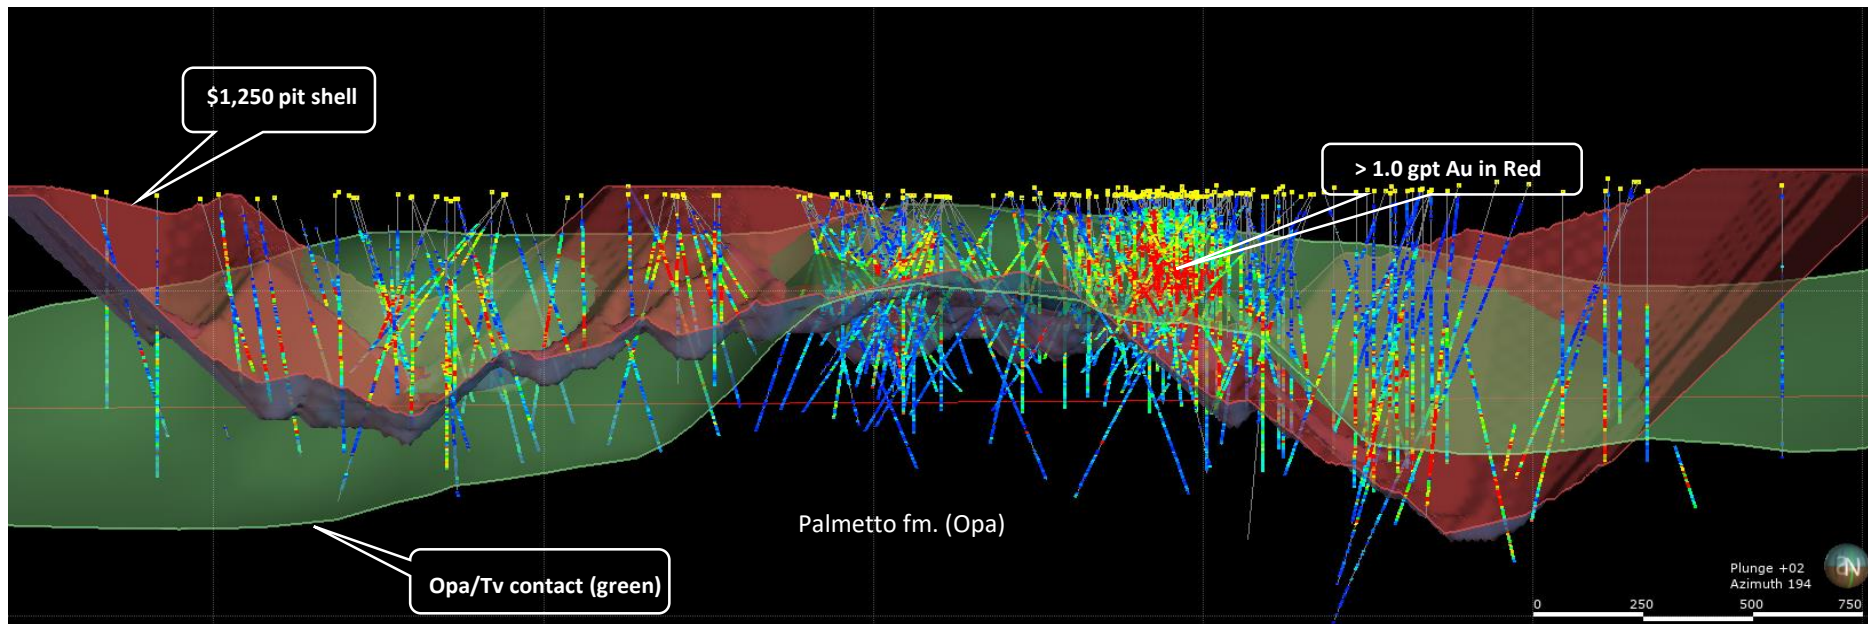 $1,250 pit shell
> 1.0 gpt Au in Red
Palmetto fm. (Opa)
Opa/Tv contact (green)
Plunge +02
Azimuth 194
N
0 250 500 750